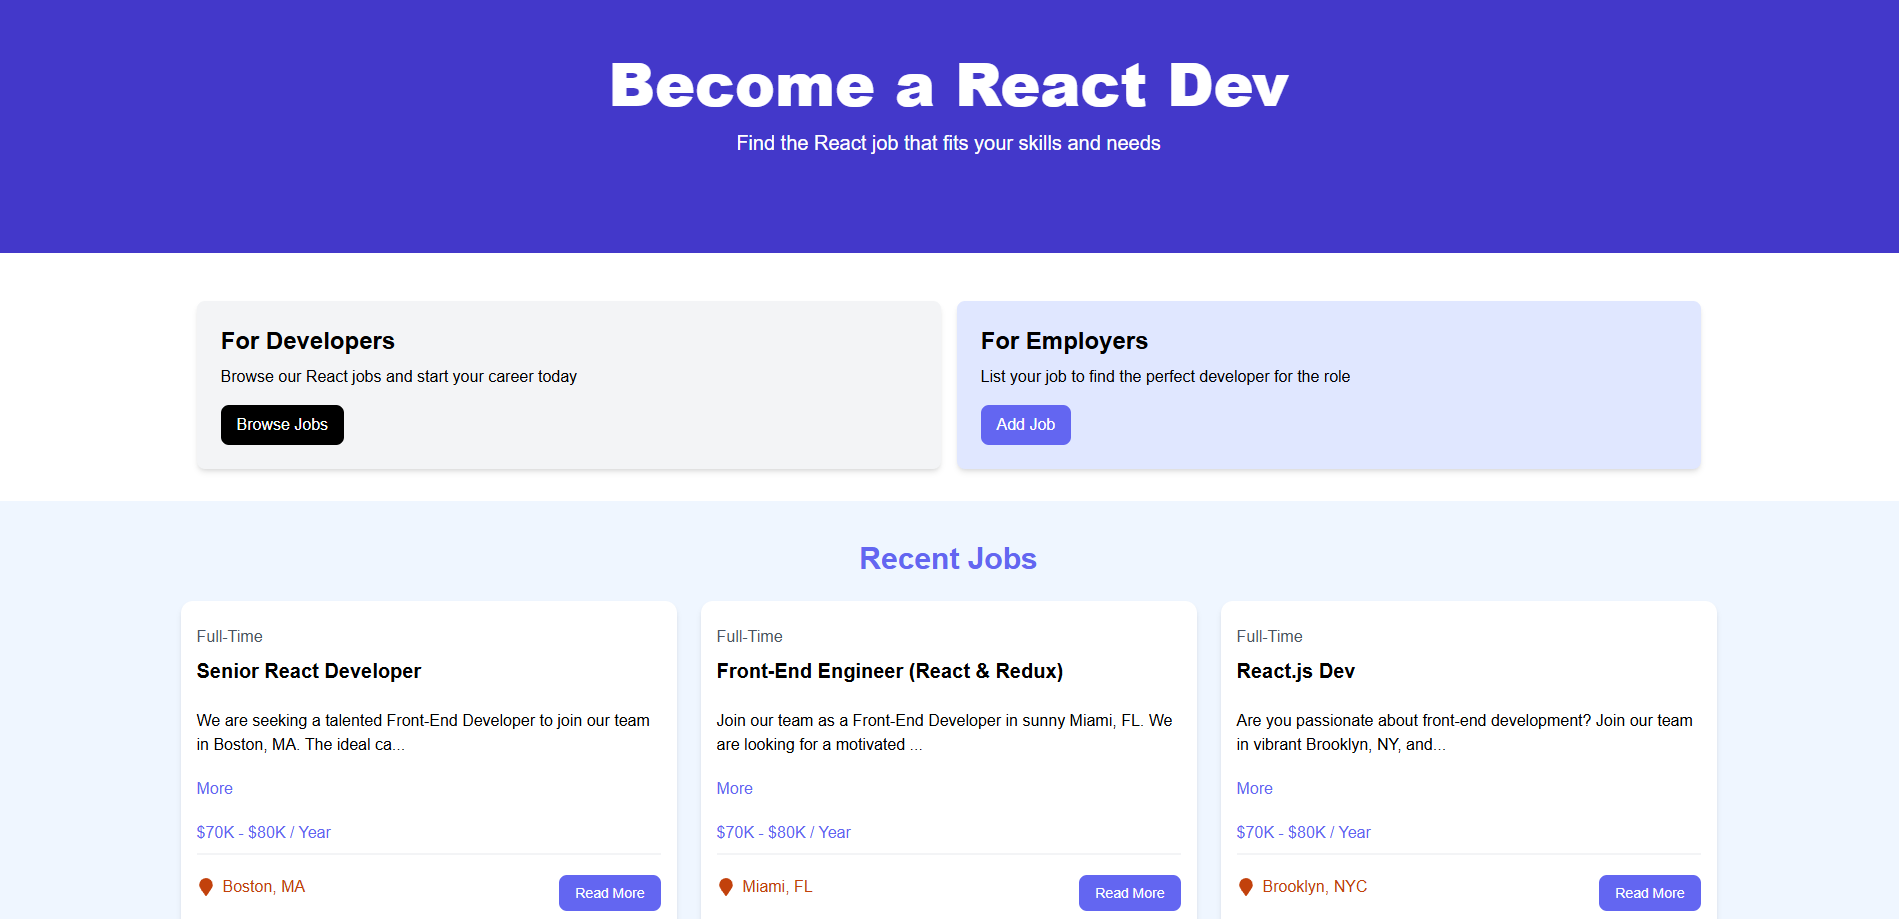 Become a React Dev
Find the React job that fits your skills and needs
For Developers
Browse our React jobs and start your career today
Browse Jobs
For Employers
List your job to find the perfect developer for the role
Add Job
Recent Jobs
Full-Time
Senior React Developer
We are seeking a talented Front-End Developer to join our team
in Boston, MA. The ideal ca...
More
$70K - $80K / Year
Boston, MA
Read More
Full-Time
Front-End Engineer (React & Redux)
Join our team as a Front-End Developer in sunny Miami, FL. We
are looking for a motivated ...
More
$70K - $80K / Year
Miami, FL
Read More
Full-Time
React.js Dev
Are you passionate about front-end development? Join our team
in vibrant Brooklyn, NY, and...
More
$70K - $80K / Year
Brooklyn, NYC
Read More